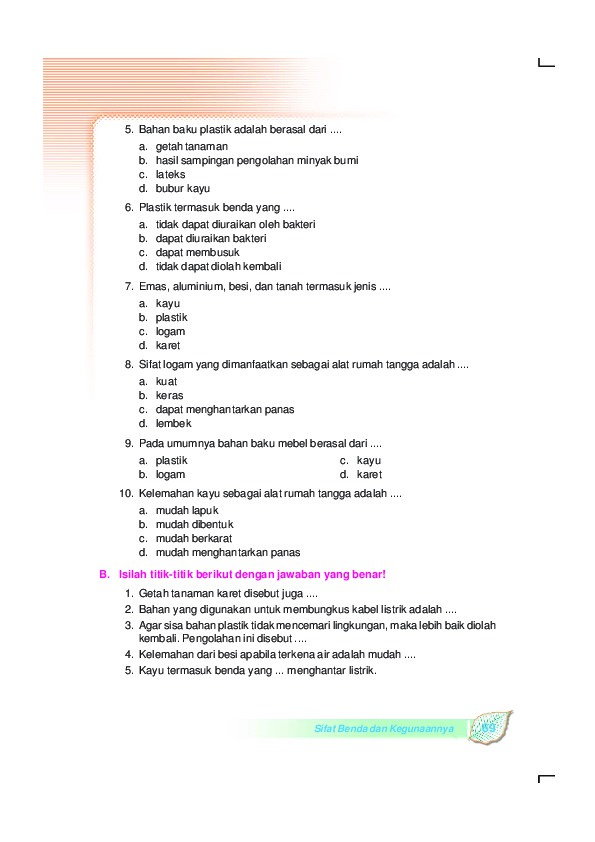 5. Bahan baku plastik adalah berasal dari ....
a. getah tanaman
b. hasil sampingan pengolahan minyak bumi
c. lateks
d. bubur kayu
6. Plastik termasuk benda yang ....
a. tidak dapat diuraikan oleh bakteri
b. dapat diuraikan bakteri
c. dapat membusuk
d. tidak dapat diolah kembali
7. Emas, aluminium, besi, dan tanah termasuk jenis ....
a. kayu
b. plastik
c. logam
d. karet
8. Sifat logam yang dimanfaatkan sebagai alat rumah tangga adalah ....
a. kuat
b. keras
c. dapat menghantarkan panas
d. lembek
9. Pada umumnya bahan baku mebel berasal dari ....
a. plastik c. kayu
b. logam d. karet
10. Kelemahan kayu sebagai alat rumah tangga adalah ....
a. mudah lapuk
b. mudah dibentuk
c. mudah berkarat
d. mudah menghantarkan panas
B. Isilah titik-titik berikut dengan jawaban yang benar!
1. Getah tanaman karet disebut juga ....
2. Bahan yang digunakan untuk membungkus kabel listrik adalah ....
3. Agar sisa bahan plastik tidak mencemari lingkungan, maka lebih baik diolah
kembali. Pengolahan ini disebut ....
4. Kelemahan dari besi apabila terkena air adalah mudah ....
5. Kayu termasuk benda yang ... menghantar listrik.
Sifat Benda dan Kegunaannya 69